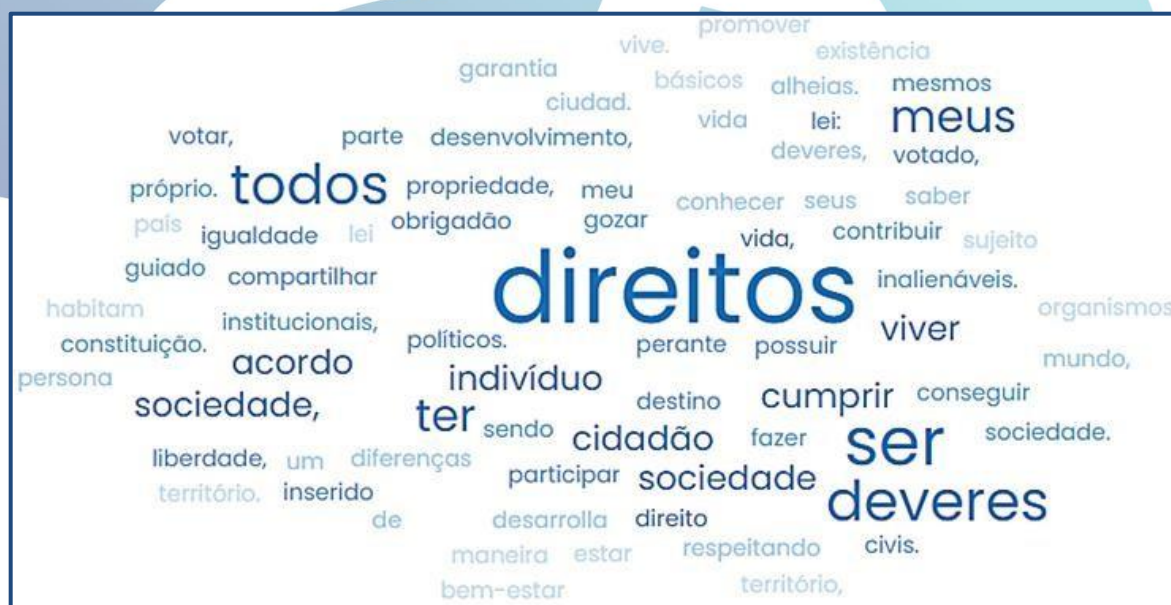 promover
vive. existência
garantia básicos alheias. mesmos
ciudad. vida lei: meus
votar, parte desenvolvimento, deveres, votado,
próprio. todos propriedade, meu conhecer seus saber
país igualdade lei obrigadão gozar vida, contribuir sujeito
guiado compartilhar direitos inalienáveis.
habitam institucionais, viver organismos
constituição. acordo políticos. perante possuir mundo,
persona indivíduo destino cumprir conseguir
sociedade, ter sendo cidadão fazer ser sociedade.
liberdade, um diferenças participar sociedade deveres
território. inserido
de desarrolla direito civis.
maneira estar respeitando
bem-estar território,